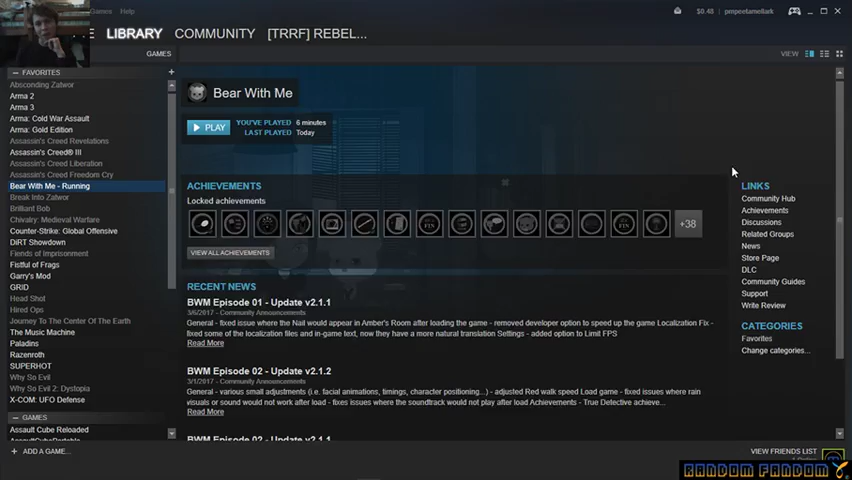 Games Help
$0.48 pmpeetamellark
LIBRARY COMMUNITY [TRRF] REBEL...
GAMES
VIEW
FAVORITES
Absconding Zatwor
Arma 2
Arma 3
Arma: Cold War Assault
Arma: Gold Edition
Assassin's Creed Revelations
Assassin's Creed® III
Assassin's Creed Liberation
Assassin's Creed Freedom Cry
Bear With Me - Running
Break Into Zatwor
Brilliant Bob
Chivalry: Medieval Warfare
Counter-Strike: Global Offensive
DiRT Showdown
Fiends of Imprisonment
Fistful of Frags
Garry's Mod
GRID
Head Shot
Hired Ops
Journey To The Center Of The Earth
The Music Machine
Paladins
Razenroth
SUPERHOT
Why So Evil
Why So Evil 2: Dystopia
X-COM: UFO Defense
GAMES
Assault Cube Reloaded
AssaultCubePortable
ADD A GAME...
Bear With Me
PLAY
YOU'VE PLAYED 6 minutes
LAST PLAYED Today
ACHIEVEMENTS
Locked achievements
FIN
FIN
+38
VIEW ALL ACHIEVEMENTS
RECENT NEWS
BWM Episode 01 - Update v2.1.1
3/6/2017 - Community Announcements
General - fixed issue where the Nail would appear in Amber's Room after loading the game - removed developer option to speed up the game Localization Fix -
fixed some of the localization files and in-game text, now they have a more natural translation Settings - added option to Limit FPS
Read More
BWM Episode 02 - Update v2.1.2
3/1/2017 - Community Announcements
General - various small adjustments (i.e. facial animations, timings, character positioning...) - adjusted Red walk speed Load game - fixed issues where rain
visuals or sound would not work after load - fixes issues where the soundtrack would not play after load Achievements - True Detective achieve...
Read More
BWM Episode 02 - Update v2.1.1
LINKS
Community Hub
Achievements
Discussions
Related Groups
News
Store Page
DLC
Community Guides
Support
Write Review
CATEGORIES
Favorites
Change categories...
VIEW FRIENDS LIST
RANDOM FANDOM